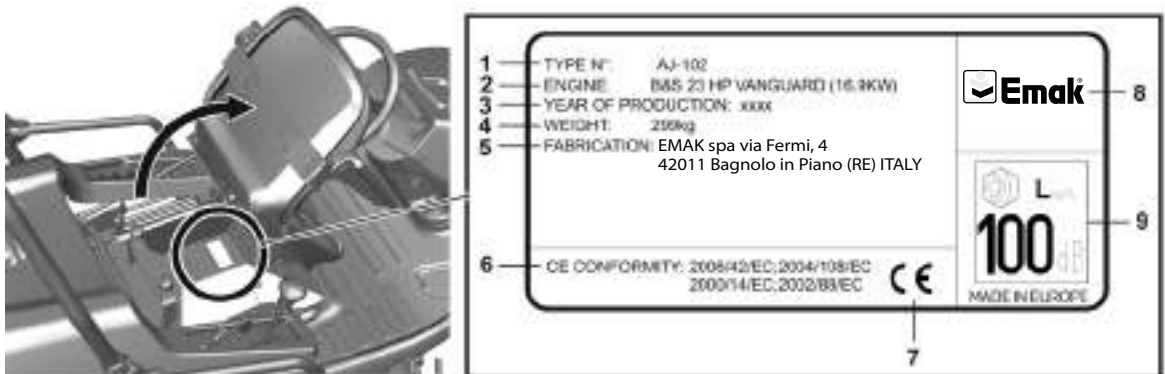 1 TYPE N°: AJ-102
2 ENGINE: B&S 23 HP VANGUARD (16.9KW)
3 YEAR OF PRODUCTION: xxxx
4 WEIGHT: 299kg
5 FABRICATION: EMAK spa via Fermi, 4
42011 Bagnolo in Piano (RE) ITALY
6 CE CONFORMITY: 2006/42/EC;2004/108/EC
2000/14/EC;2002/88/EC
CE
7
Emak 8
L
100 dB 9
MADE IN EUROPE